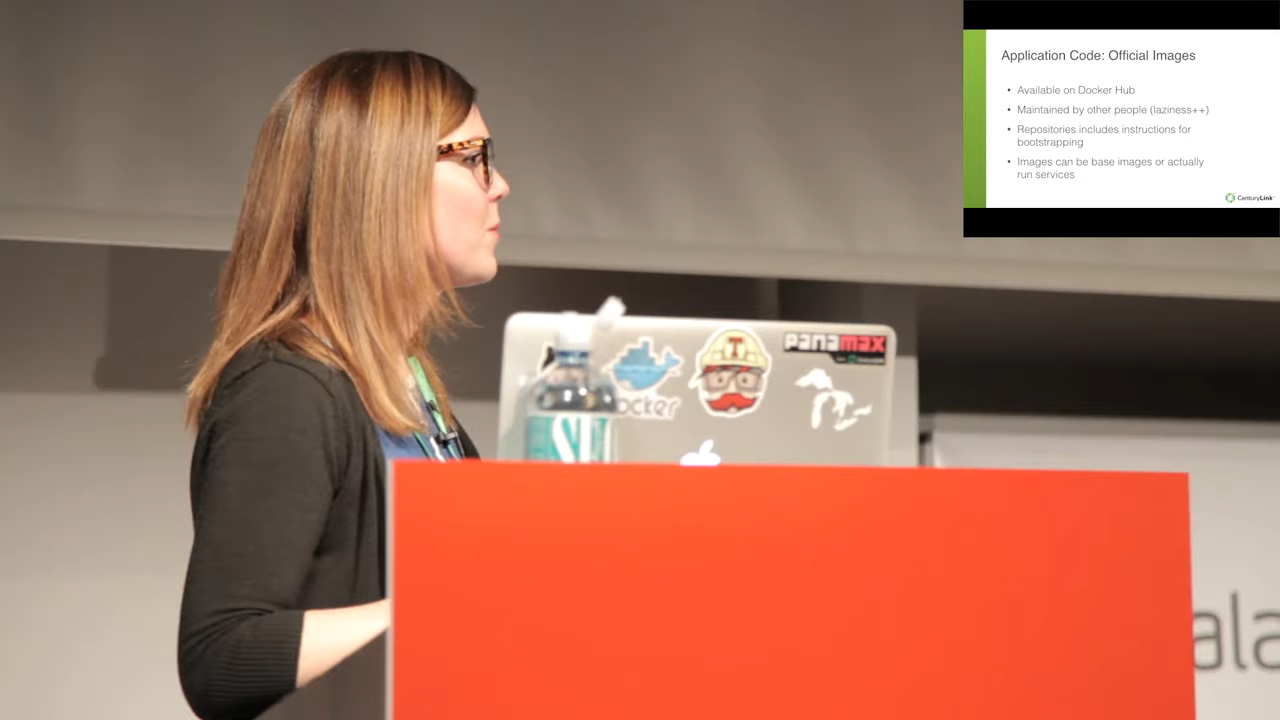 Application Code: Official Images
• Available on Docker Hub
• Maintained by other people (laziness++)
• Repositories includes instructions for
bootstrapping
• Images can be base images or actually
run services
CenturyLink
panamax
ocker
T
ala